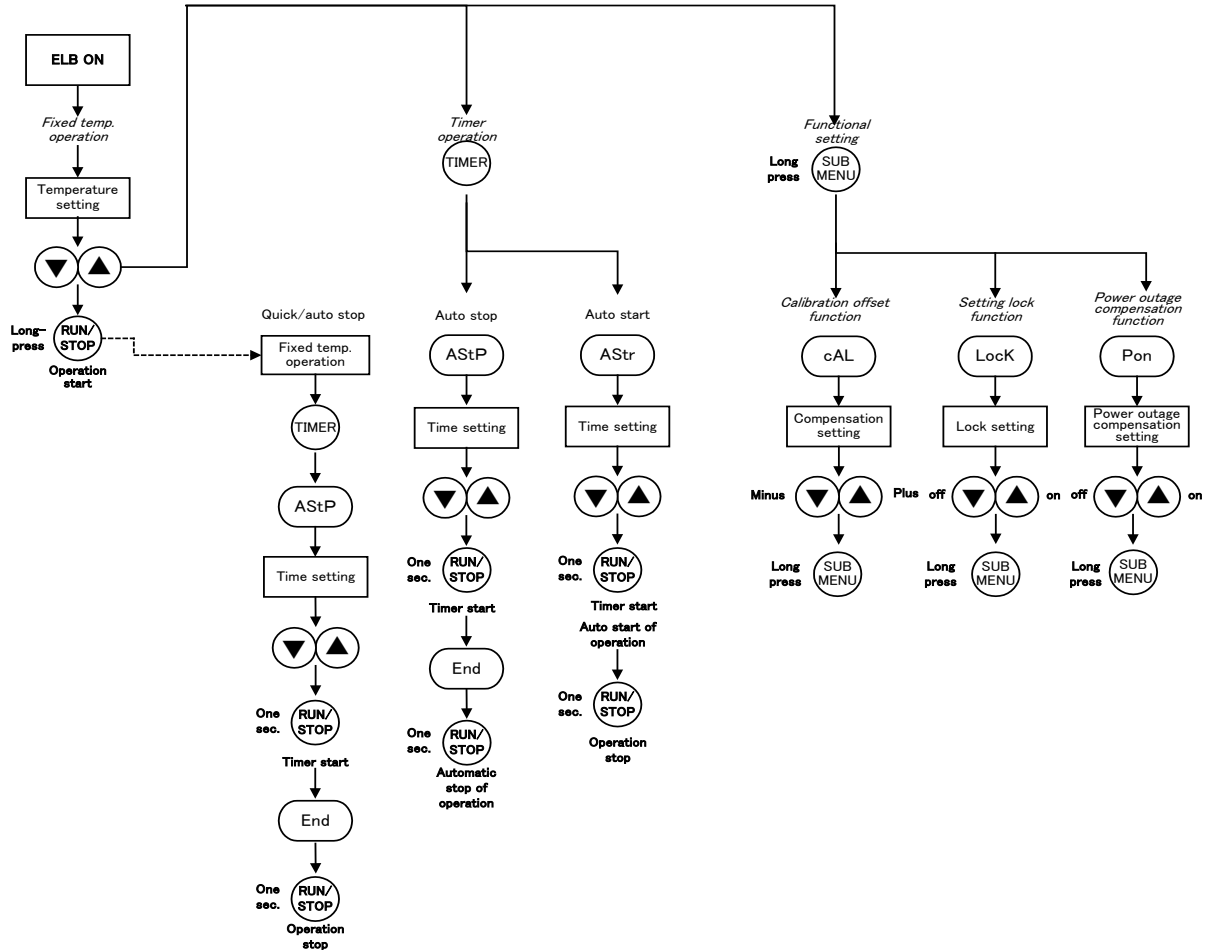 ELB ON
Fixed temp.
operation
Temperature
setting
Long-
press
RUN/
STOP
Operation
start
Quick/auto stop
Fixed temp.
operation
TIMER
AStP
Time setting
One
sec.
RUN/
STOP
Timer start
End
One
sec.
RUN/
STOP
Operation
stop
Timer
operation
TIMER
Auto stop
AStP
Time setting
One
sec.
RUN/
STOP
Timer start
End
One
sec.
RUN/
STOP
Automatic
stop of
operation
Auto start
AStr
Time setting
One
sec.
RUN/
STOP
Timer start
Auto start of
operation
One
sec.
RUN/
STOP
Operation
stop
Functional
setting
Long
press
SUB
MENU
Calibration offset
function
cAL
Compensation
setting
Minus
Plus
Long
press
SUB
MENU
Setting lock
function
LocK
Lock setting
off
on
Long
press
SUB
MENU
Power outage
compensation
function
Pon
Power outage
compensation
setting
off
on
Long
press
SUB
MENU